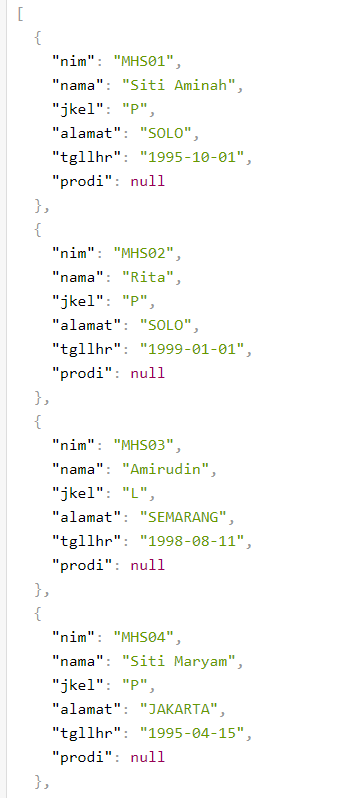 [
{
"nim": "MHS01",
"nama": "Siti Aminah",
"jkel": "P",
"alamat": "SOLO",
"tgllhr": "1995-10-01",
"prodi": null
},
{
"nim": "MHS02",
"nama": "Rita",
"jkel": "P",
"alamat": "SOLO",
"tgllhr": "1999-01-01",
"prodi": null
},
{
"nim": "MHS03",
"nama": "Amirudin",
"jkel": "L",
"alamat": "SEMARANG",
"tgllhr": "1998-08-11",
"prodi": null
},
{
"nim": "MHS04",
"nama": "Siti Maryam",
"jkel": "P",
"alamat": "JAKARTA",
"tgllhr": "1995-04-15",
"prodi": null
},